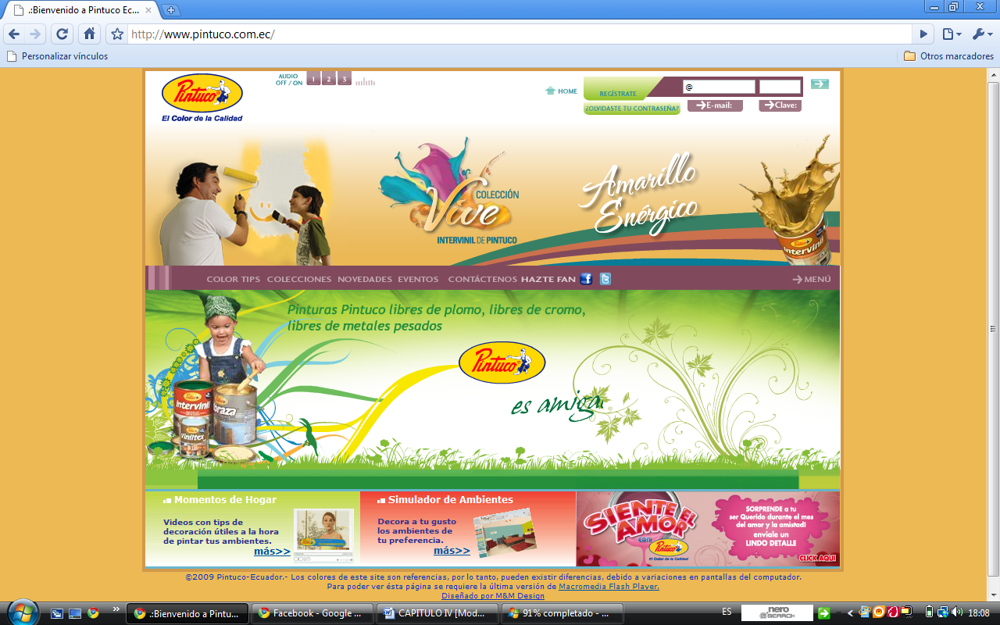 .:Bienvenido a Pintuco Ec...
http://www.pintuco.com.ec/
Personalizar vínculos
Otros marcadores
Pintuco
El Color de la Calidad
AUDIO
OFF / ON
1 2 3
HOME
REGÍSTRATE
@
¿OLVIDASTE TU CONTRASEÑA?
E-mail:
Clave:
COLECCIÓN
Vive
INTERVINIL DE PINTUCO
Amarillo
Enérgico
Intervinil
COLOR TIPS COLECCIONES NOVEDADES EVENTOS CONTÁCTENOS HAZTE FAN
MENÚ
Pinturas Pintuco libres de plomo, libres de cromo,
libres de metales pesados
Pintuco
es amiga.
Intervinil
Viniltex
Momentos de Hogar
Videos con tips de
decoración útiles a la hora
de pintar tus ambientes.
más>>
Simulador de Ambientes
Decora a tu gusto
los ambientes de
tu preferencia.
más>>
SIENTE EL
AMOR
CON
Pintuco
El Color de la Calidad
SORPRENDE a tu
ser Querido durante el mes
del amor y la amistad!
envíale un
LINDO DETALLE
CLICK AQUI
©2009 Pintuco-Ecuador.- Los colores de este site son referencias, por lo tanto, pueden existir diferencias, debido a variaciones en pantallas del computador.
Para poder ver ésta página se requiere la última versión de Macromedia Flash Player.
Diseñado por M&M Design
.:Bienvenido a Pintu...
Facebook - Google ...
CAPITULO IV [Mod...
91% completado - ...
ES
nero
SEARCH
18:08